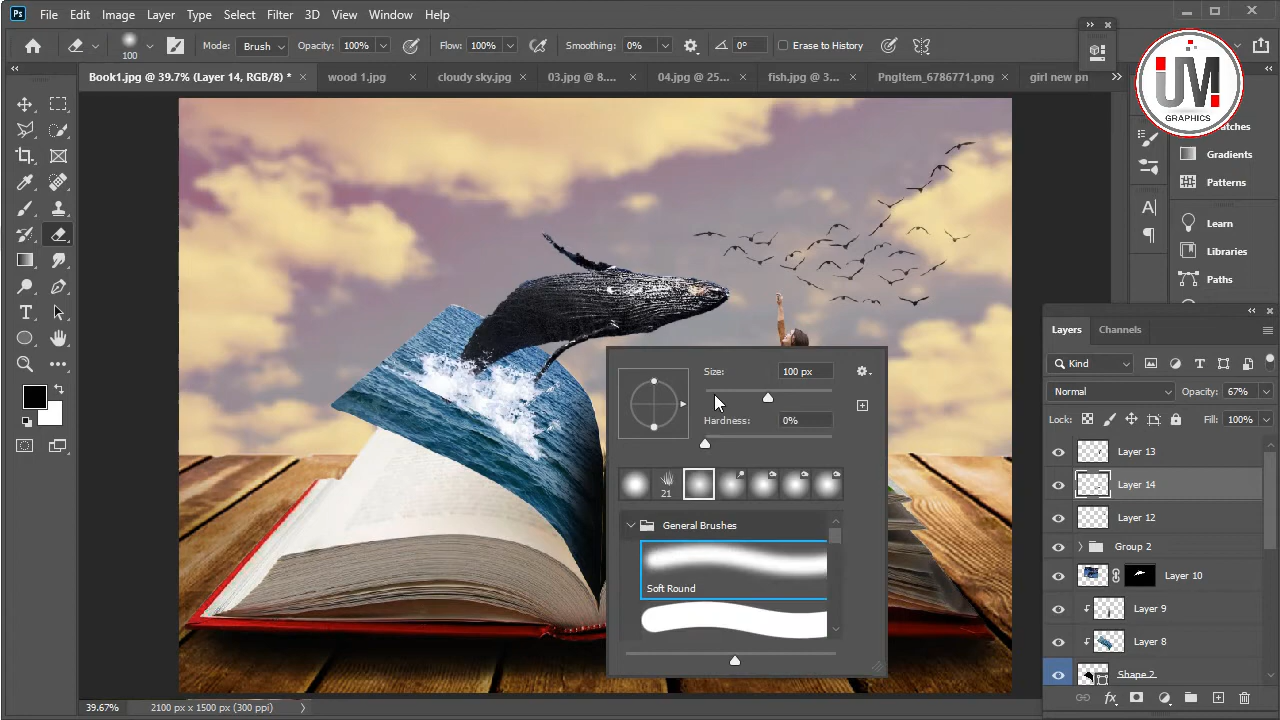 Ps File Edit Image Layer Type Select Filter 3D View Window Help
100 Mode: Brush Opacity: 100% Flow: 100% Smoothing: 0% 0° Erase to History
Book1.jpg @ 39.7% (Layer 14, RGB/8) * wood 1.jpg cloudy sky.jpg 03.jpg @ 8.... 04.jpg @ 25... fish.jpg @ 3... PngItem_6786771.png girl new pn
UM
GRAPHICS
Gradients
Patterns
Learn
Libraries
Paths
Layers Channels
Kind
Normal Opacity: 67%
Lock: Fill: 100%
Layer 13
Layer 14
Layer 12
Group 2
Layer 10
Layer 9
Layer 8
Shape 2
Size: 100 px
Hardness: 0%
21
General Brushes
Soft Round
39.67% 2100 px x 1500 px (300 ppi)